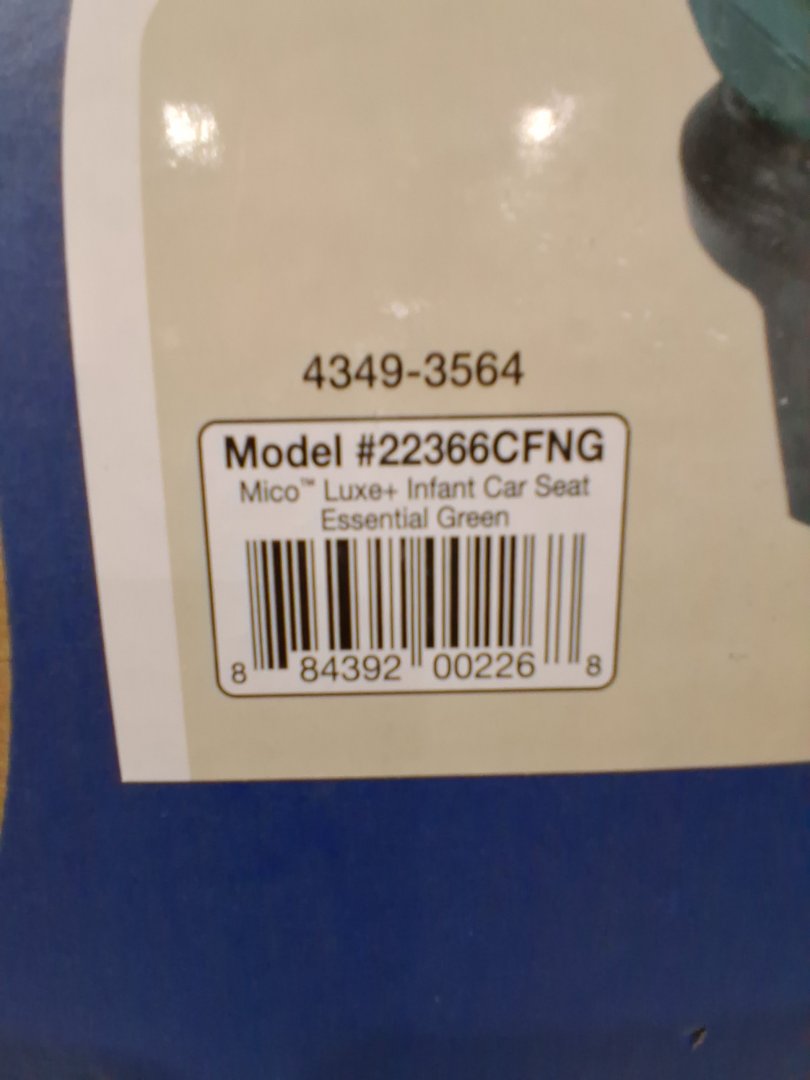 4349-3564
Model #22366CFNG
Mico™ Luxe+ Infant Car Seat
Essential Green
8 84392 00226 8